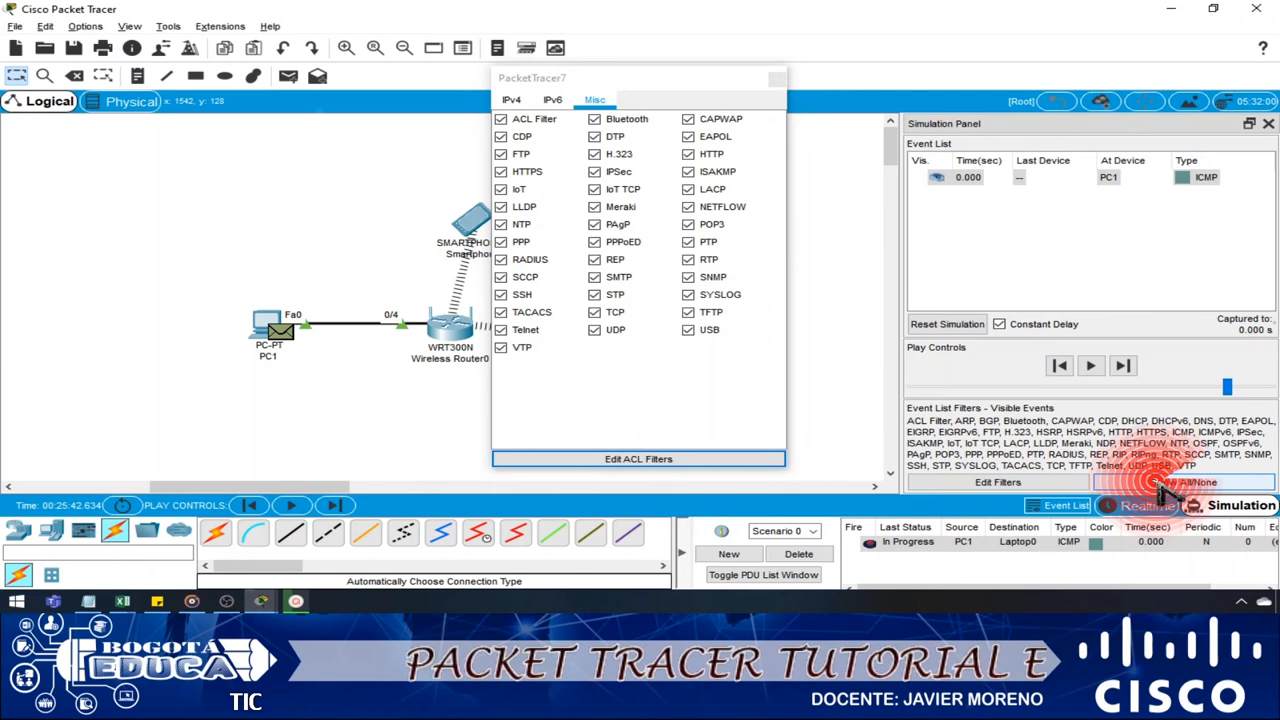 Cisco Packet Tracer
File Edit Options View Tools Extensions Help
Logical Physical x: 1542, y: 128 [Root] 05:32:00
PacketTracer7
IPv4 IPv6 Misc
ACL Filter Bluetooth CAPWAP
CDP DTP EAPOL
FTP H.323 HTTP
HTTPS IPSec ISAKMP
IoT IoT TCP LACP
LLDP Meraki NETFLOW
NTP PAgP POP3
PPP PPPoED PTP
RADIUS REP RTP
SCCP SMTP SNMP
SSH STP SYSLOG
TACACS TCP TFTP
Telnet UDP USB
VTP
Edit ACL Filters
SMARTPHO
Smartpho
Fa0 0/4
PC-PT
PC1
WRT300N
Wireless Router0
Simulation Panel
Event List
Vis. Time(sec) Last Device At Device Type
0.000 -- PC1 ICMP
Reset Simulation Constant Delay
Captured to:
0.000 s
Play Controls
Event List Filters - Visible Events
ACL Filter, ARP, BGP, Bluetooth, CAPWAP, CDP, DHCP, DHCPv6, DNS, DTP, EAPOL,
EIGRP, EIGRPv6, FTP, H.323, HSRP, HSRPv6, HTTP, HTTPS, ICMP, ICMPv6, IPSec,
ISAKMP, IoT, IoT TCP, LACP, LLDP, Meraki, NDP, NETFLOW, NTP, OSPF, OSPFv6,
PAgP, POP3, PPP, PPPoED, PTP, RADIUS, REP, RIP, RIPng, RTP, SCCP, SMTP, SNMP,
SSH, STP, SYSLOG, TACACS, TCP, TFTP, Telnet, UDP, USB, VTP
Edit Filters All/None
Time: 00:25:42.634 PLAY CONTROLS: Event List Realtime Simulation
Scenario 0
New Delete
Toggle PDU List Window
Fire Last Status Source Destination Type Color Time(sec) Periodic Num
In Progress PC1 Laptop0 ICMP 0.000 N 0 (e
Automatically Choose Connection Type
BOGOTÁ
EDUCA
TIC
PACKET TRACER TUTORIAL E
DOCENTE: JAVIER MORENO
CISCO